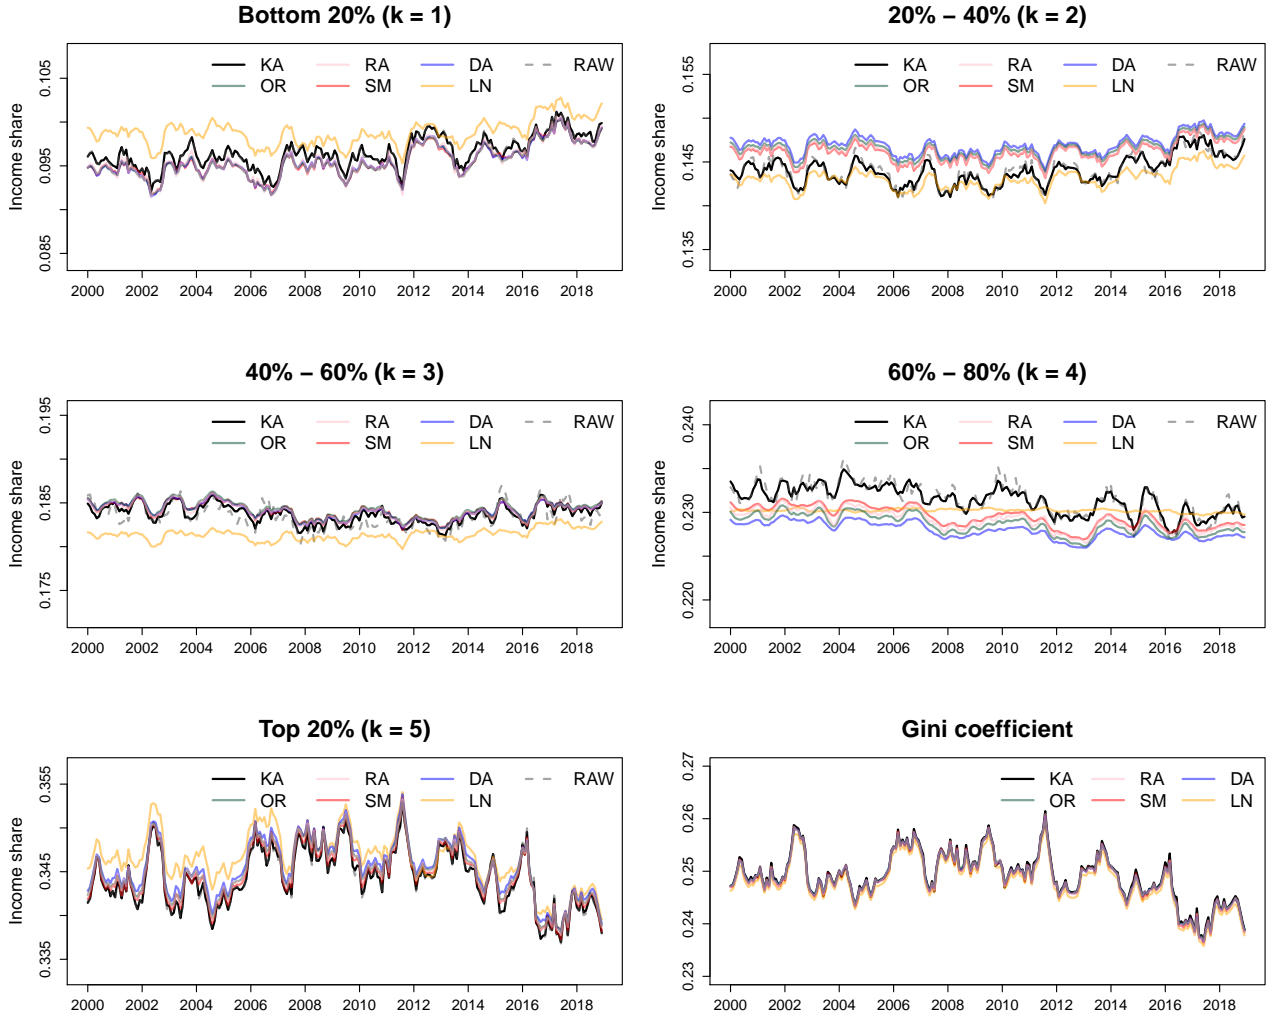 Bottom 20% (k = 1)
KA RA DA RAW
OR SM LN
Income share
0.105
0.095
0.085
2000 2002 2004 2006 2008 2010 2012 2014 2016 2018
20% − 40% (k = 2)
KA RA DA RAW
OR SM LN
Income share
0.155
0.145
0.135
2000 2002 2004 2006 2008 2010 2012 2014 2016 2018
40% − 60% (k = 3)
KA RA DA RAW
OR SM LN
Income share
0.195
0.185
0.175
2000 2002 2004 2006 2008 2010 2012 2014 2016 2018
60% − 80% (k = 4)
KA RA DA RAW
OR SM LN
Income share
0.240
0.230
0.220
2000 2002 2004 2006 2008 2010 2012 2014 2016 2018
Top 20% (k = 5)
KA RA DA RAW
OR SM LN
Income share
0.355
0.345
0.335
2000 2002 2004 2006 2008 2010 2012 2014 2016 2018
Gini coefficient
KA RA DA
OR SM LN
0.27
0.26
0.25
0.24
0.23
2000 2002 2004 2006 2008 2010 2012 2014 2016 2018